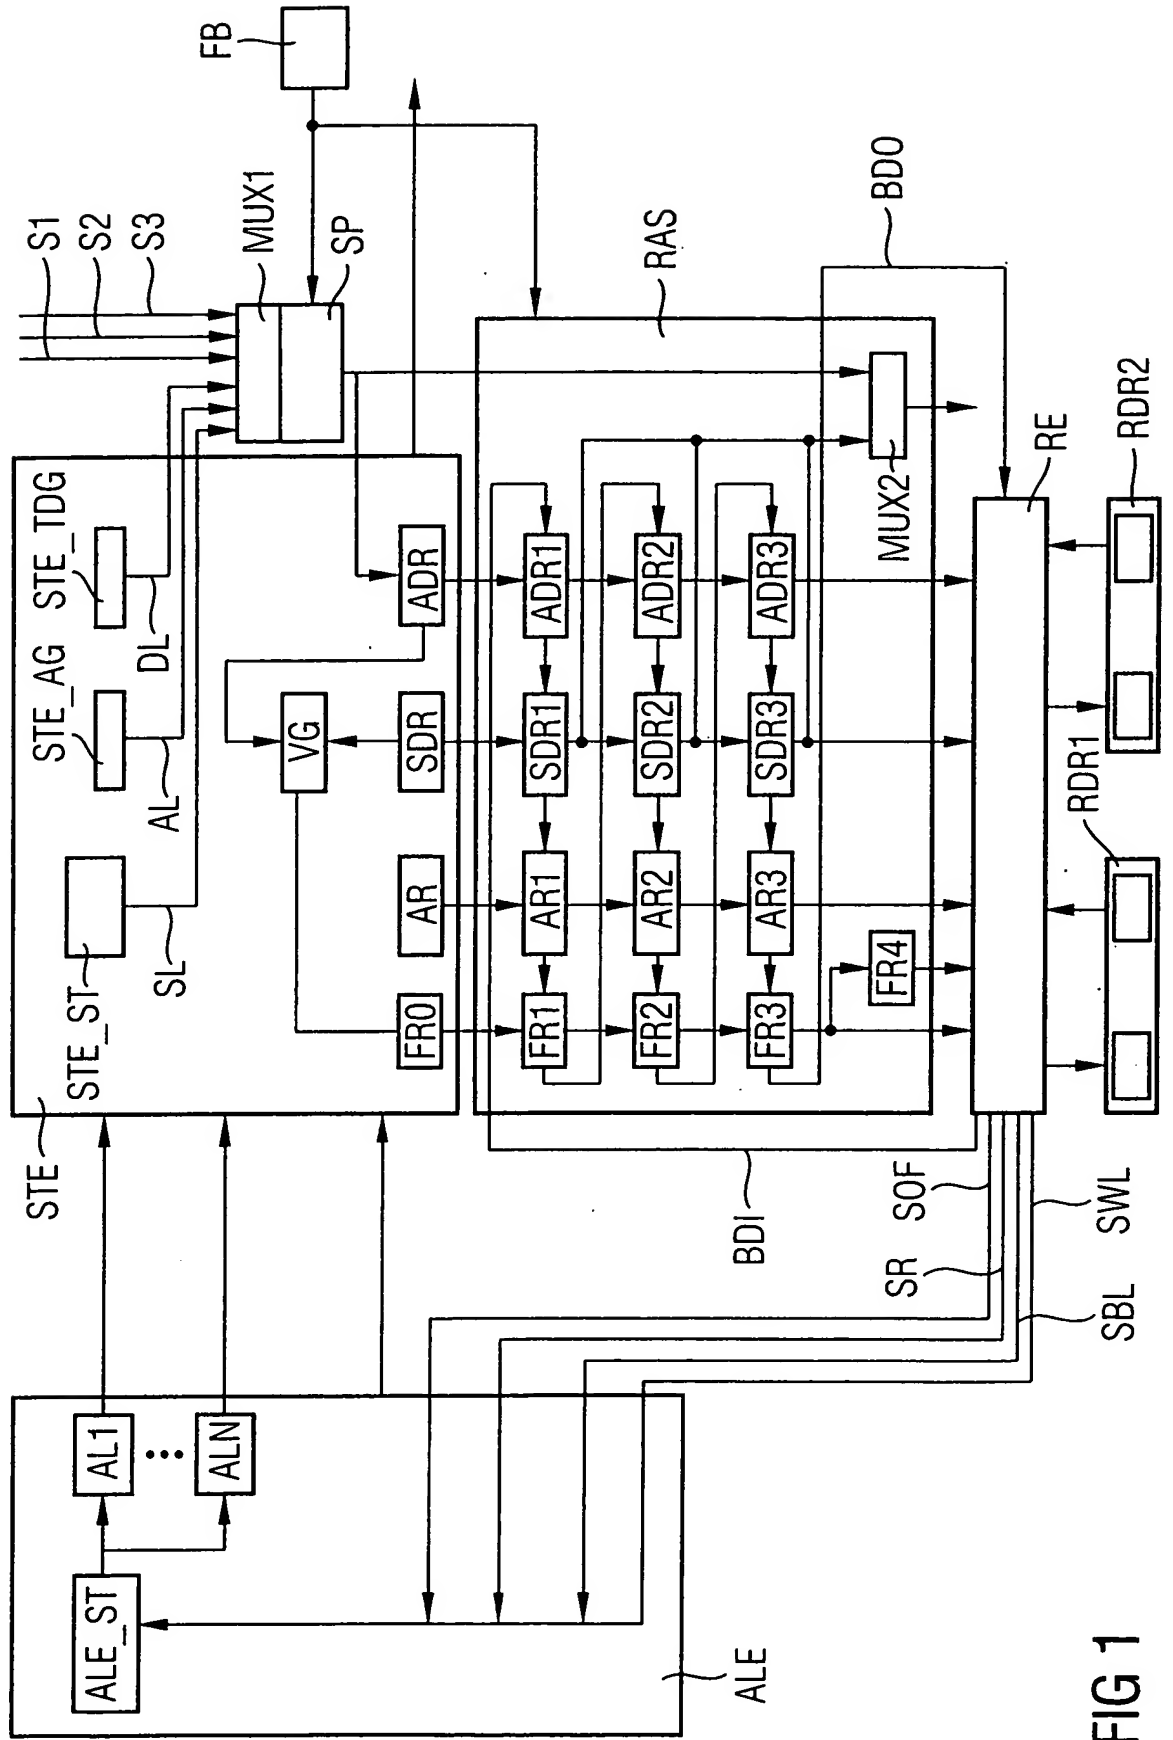 FB
S1
S2
S3
MUX1
SP
RAS
BDO
STE_TDG
STE_AG
STE_ST
DL
AL
SL
STE
VG
ADR
SDR
AR
FR0
ADR1
SDR1
AR1
FR1
ADR2
SDR2
AR2
FR2
ADR3
SDR3
AR3
FR3
FR4
MUX2
RE
RDR2
RDR1
BDI
SOF
SR
SBL
SWL
AL1
ALN
ALE_ST
ALE
FIG 1